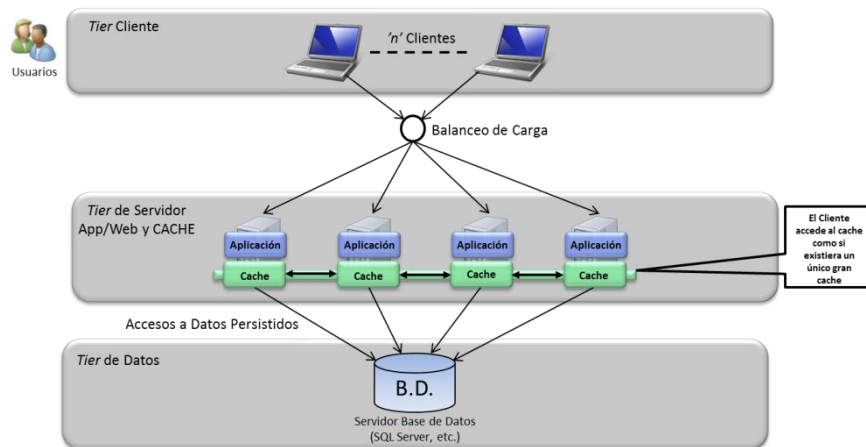 Tier Cliente
'n' Clientes
Usuarios
Balanceo de Carga
Tier de Servidor
App/Web y CACHE
Aplicación
Aplicación
Aplicación
Aplicación
Cache
Cache
Cache
Cache
El Cliente
accede al cache
como si
existiera un
único gran
cache
Accesos a Datos Persistidos
Tier de Datos
B.D.
Servidor Base de Datos
(SQL Server, etc.)